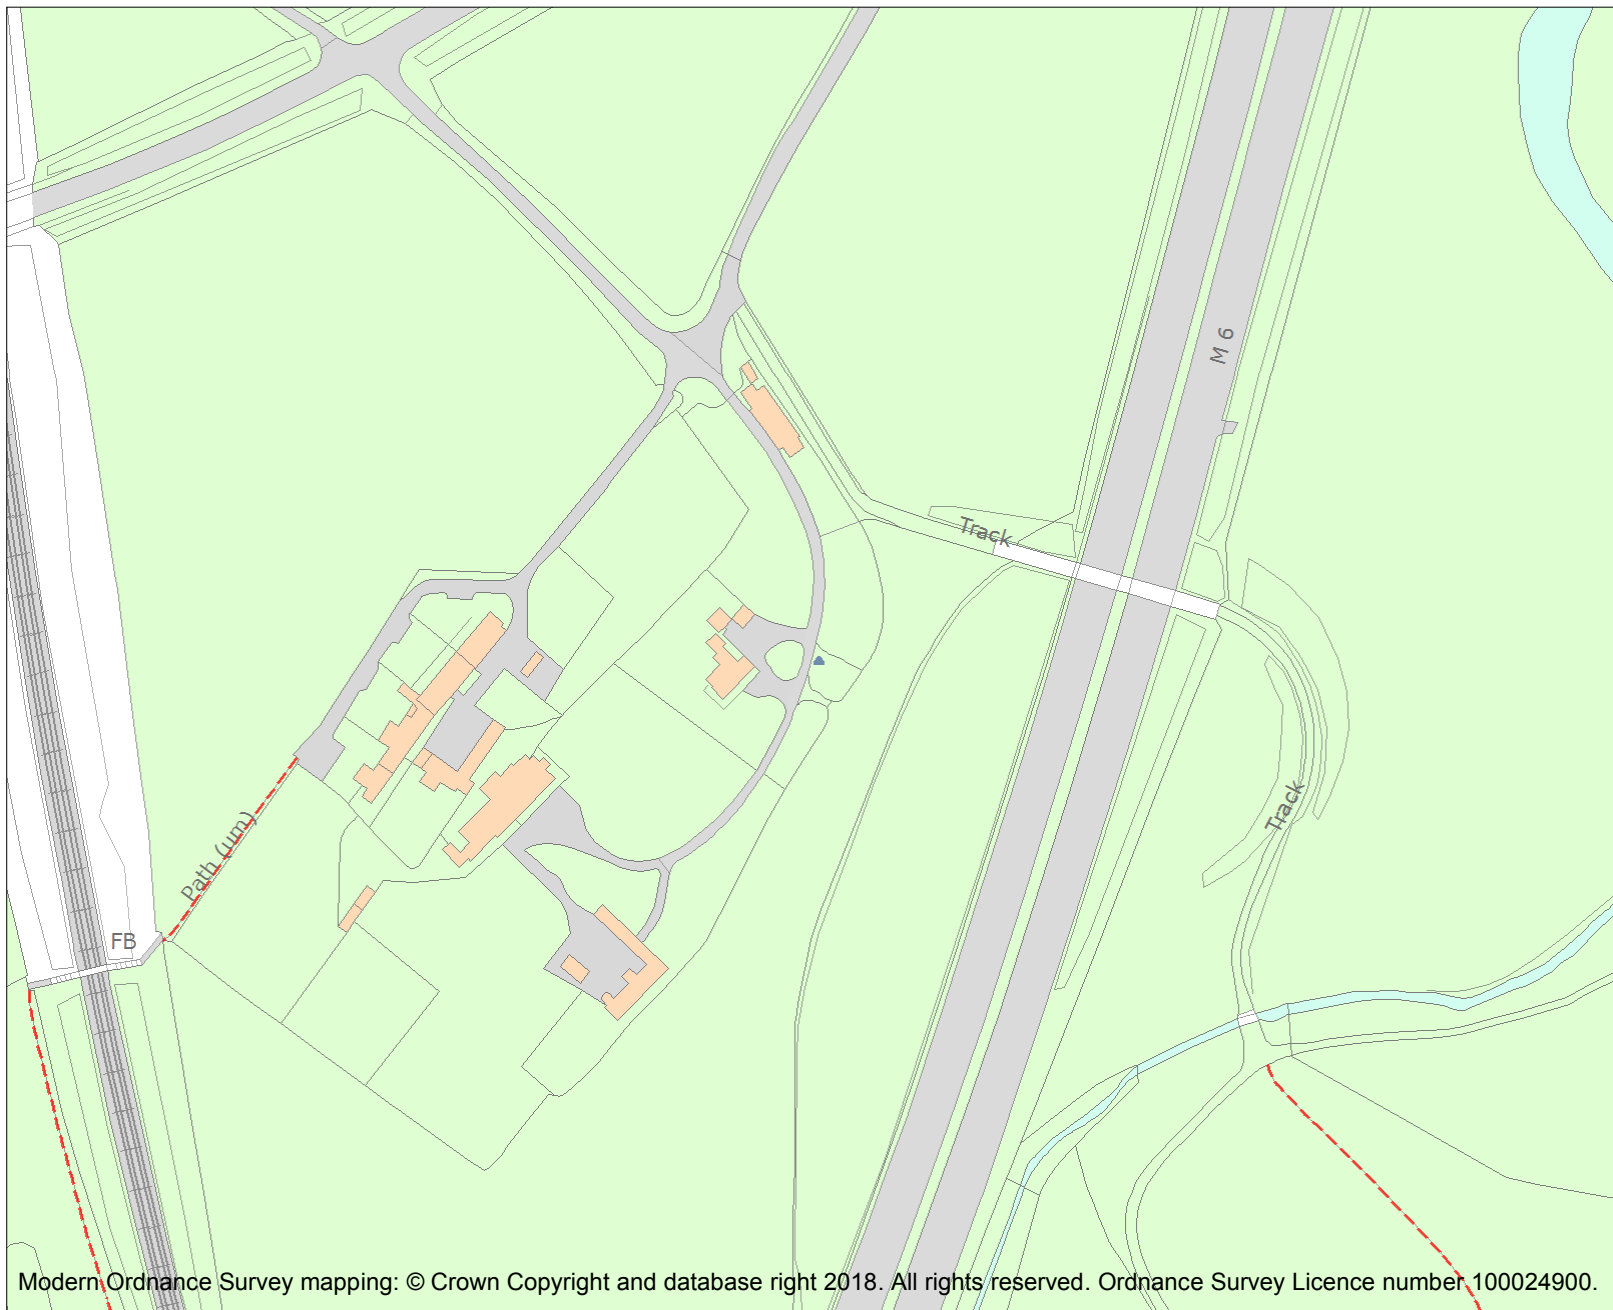 M 6
Track
Track
Path (um)
FB
Modern Ordnance Survey mapping: © Crown Copyright and database right 2018. All rights reserved. Ordnance Survey Licence number 100024900.